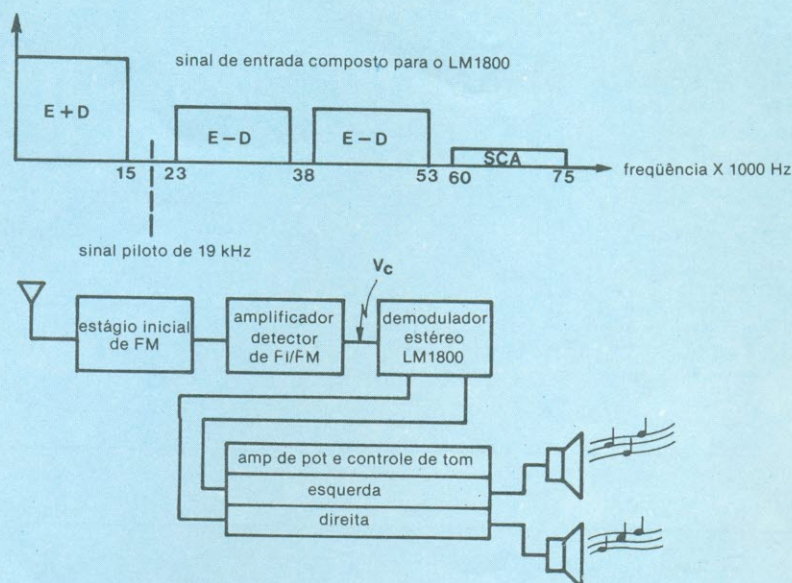 sinal de entrada composto para o LM1800
E + D
E – D
E – D
SCA
15
23
38
53
60
75
freqüência X 1000 Hz
sinal piloto de 19 kHz
Vc
estágio inicial
de FM
amplificador
detector
de FI/FM
demodulador
estéreo
LM1800
amp de pot e controle de tom
esquerda
direita